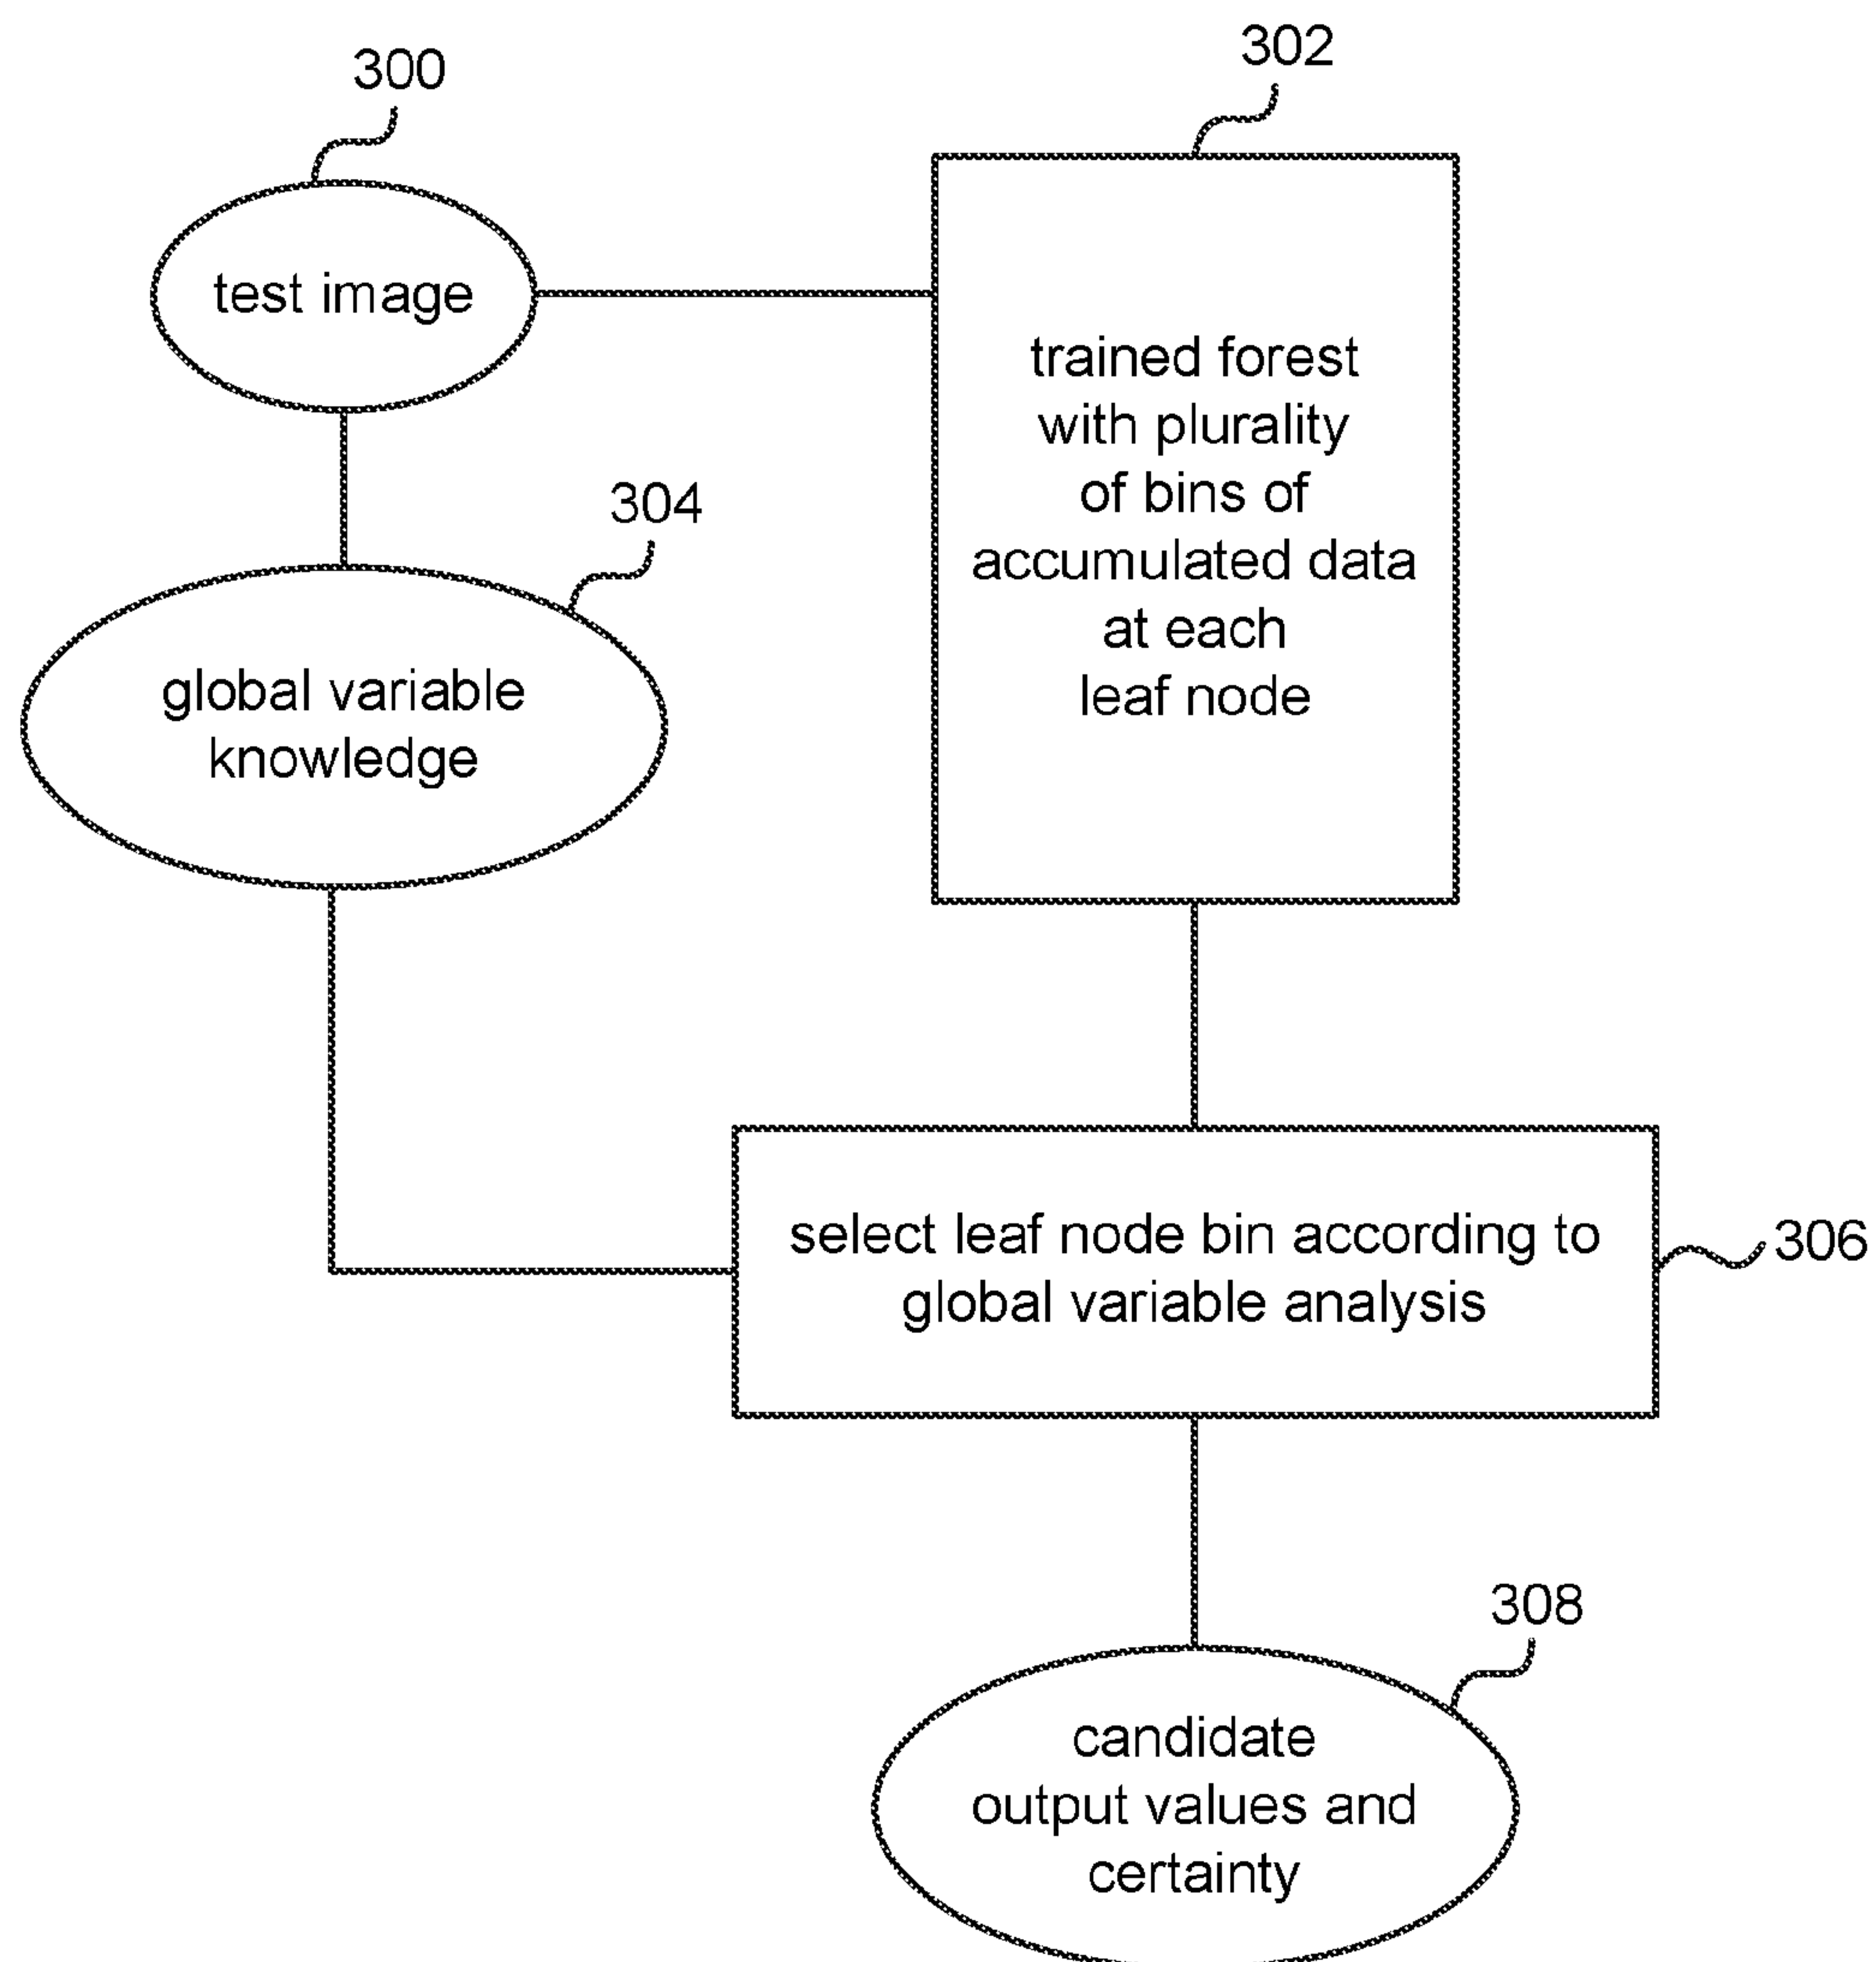 300
302
test image
trained forest
with plurality
of bins of
accumulated data
at each
leaf node
304
global variable
knowledge
select leaf node bin according to
global variable analysis
306
308
candidate
output values and
certainty